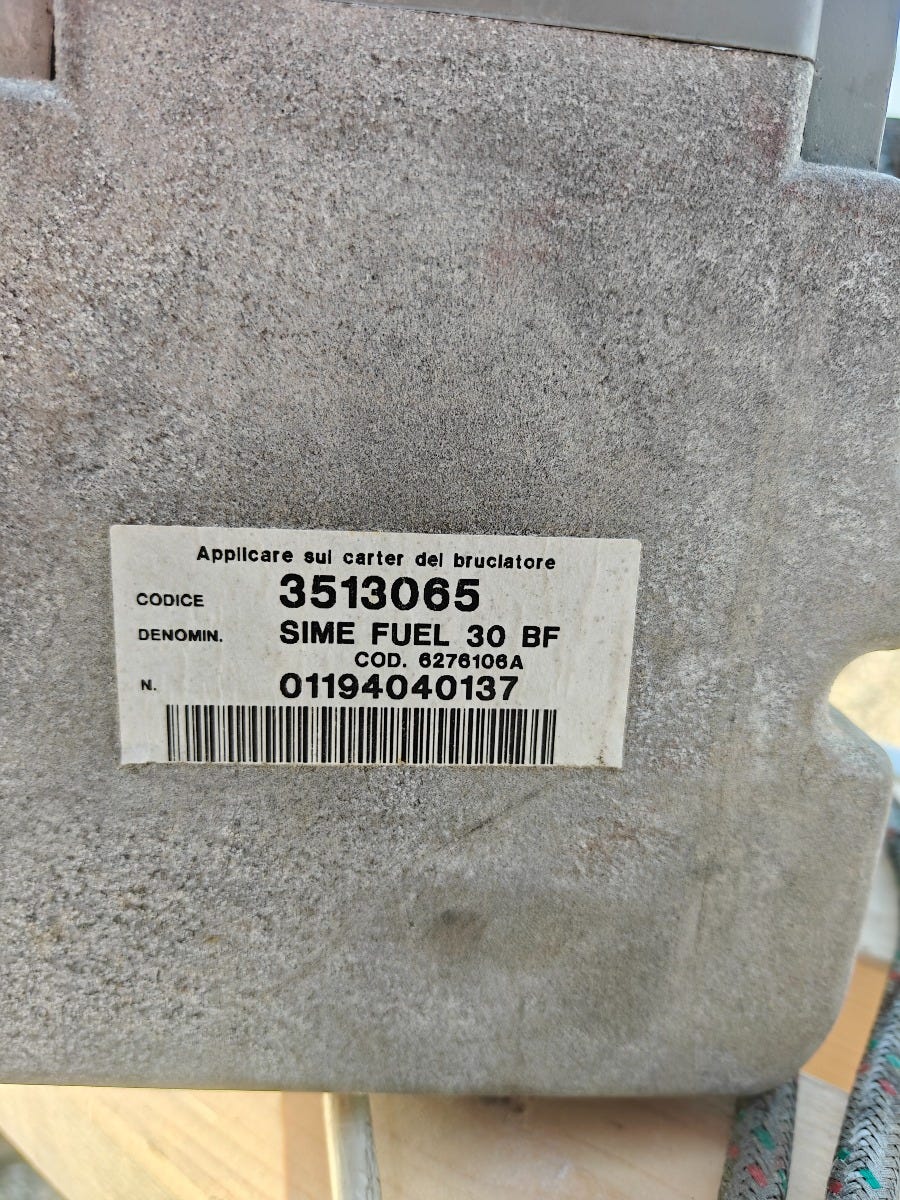 Applicare sul carter del bruciatore
CODICE 3513065
DENOMIN. SIME FUEL 30 BF
COD. 6276106A
N. 01194040137